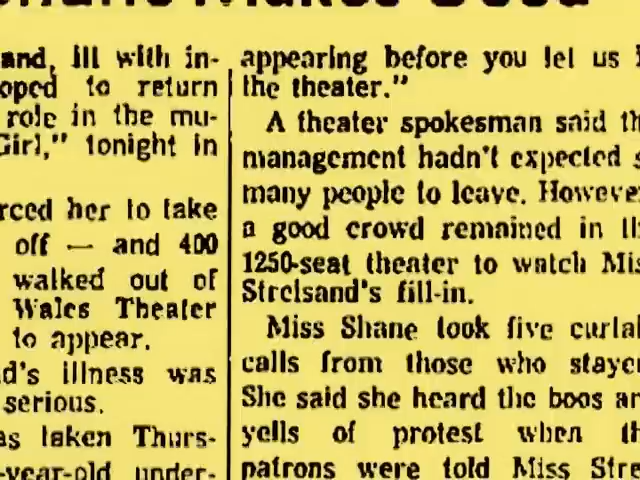 and, ill with in-
oped to return
role in the mu-
Girl," tonight in
rced her to take
off — and 400
walked out of
Wales Theater
to appear.
d's illness was
serious.
as taken Thurs-
-year-old under-
appearing before you let us i
the theater."
A theater spokesman said th
management hadn't expected s
many people to leave. However
a good crowd remained in th
1250-seat theater to watch Mis
Streisand's fill-in.
Miss Shane took five curtai
calls from those who stayed
She said she heard the boos an
yells of protest when th
patrons were told Miss Stre